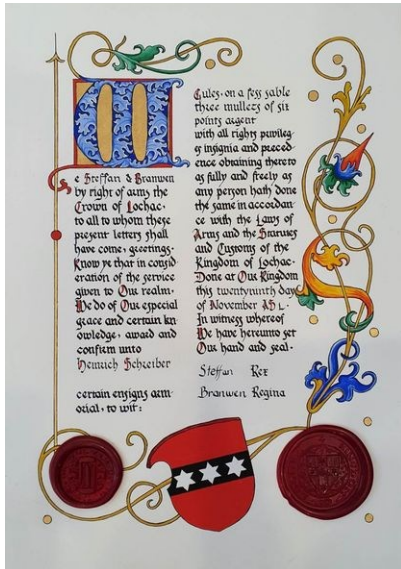 W
e Steffan & Branwen
by right of arms the
Crown of Lochac,
to all to whom these
present letters shall
have come, greetings.
Know ye that in consid-
eration of the service
given to Our realm.
We do of Our especial
grace and certain kn
owledge, award and
confirm unto
Heinrich Schreiber
certain ensigns arm-
orial, to wit:
Gules, on a fess sable
three mullets of six
points argent
with all rights privileg-
es insignia and preced-
ence obtaining thereto
as fully and freely as
any person hath done
the same in accordan-
ce with the Laws of
Arms and the Statutes
and Customs of the
Kingdom of Lochac.
Done at Our Kingdom
this twentyninth day
of November AS L.
In witness whereof
We have hereunto set
Our hand and seal.
Steffan Rex
Branwen Regina